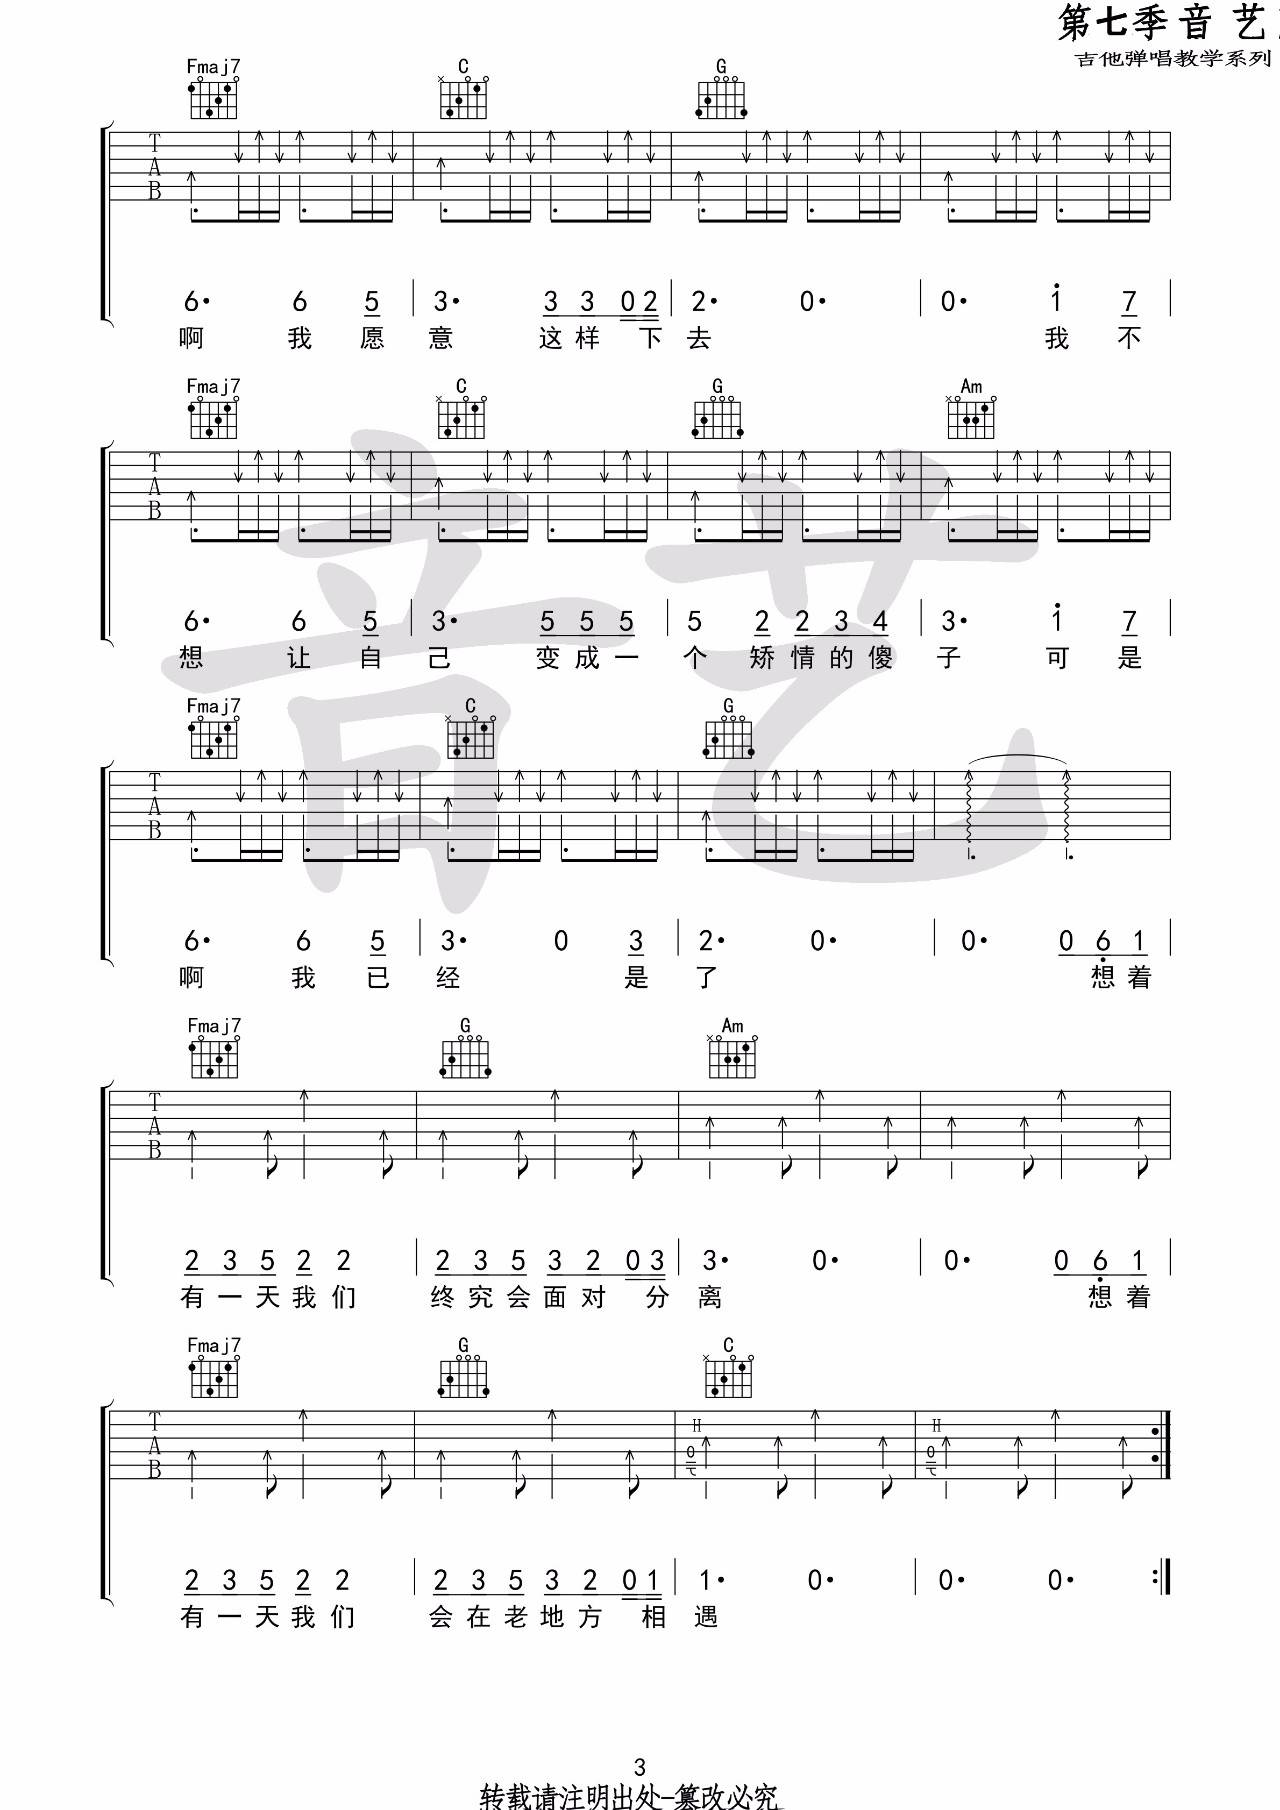 第七季音艺
吉他弹唱教学系列
Fmaj7 C G
T
A
B
6· 6 5 3· 3 3 0 2 2· 0· 0· 1 7
啊 我 愿 意 这 样 下 去 我 不
Fmaj7 C G Am
T
A
B
6· 6 5 3· 5 5 5 5 2 2 3 4 3· 1 7
想 让 自 己 变 成 一 个 矫 情 的 傻 子 可 是
音艺
Fmaj7 C G
T
A
B
6· 6 5 3· 0 3 2· 0· 0· 0 6 1
啊 我 已 经 是 了 想 着
Fmaj7 G Am
T
A
B
2 3 5 2 2 2 3 5 3 2 0 3 3· 0· 0· 0 6 1
有 一 天 我 们 终 究 会 面 对 分 离 想 着
Fmaj7 G C
T
A
B
H H
0 0
2 3 5 2 2 2 3 5 3 2 0 1 1· 0· 0· 0·
有 一 天 我 们 会 在 老 地 方 相 遇
3
转载请注明出处-篡改必究